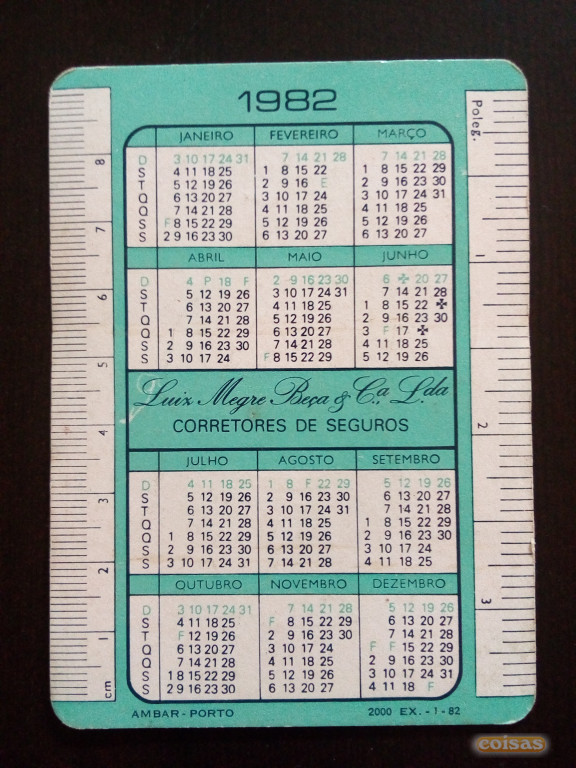 1982
Poleg.
JANEIRO FEVEREIRO MARÇO
D 3 10 17 24 31 7 14 21 28 7 14 21 28
S 4 11 18 25 1 8 15 22 1 8 15 22 29
T 5 12 19 26 2 9 16 E 2 9 16 23 30
Q 6 13 20 27 3 10 17 24 3 10 17 24 31
Q 7 14 21 28 4 11 18 25 4 11 18 25
S F 8 15 22 29 5 12 19 26 5 12 19 26
S 2 9 16 23 30 6 13 20 27 6 13 20 27
ABRIL MAIO JUNHO
D 4 P 18 F 2 9 16 23 30 6 ✠ 20 27
S 5 12 19 26 3 10 17 24 31 7 14 21 28
T 6 13 20 27 4 11 18 25 1 8 15 22 ✠
Q 7 14 21 28 5 12 19 26 2 9 16 23 30
Q 1 8 15 22 29 6 13 20 27 3 F 17 ✠
S 2 9 16 23 30 7 14 21 28 4 11 18 25
S 3 10 17 24 F 8 15 22 29 5 12 19 26
Luiz Megre Beça & C.a, L.da
CORRETORES DE SEGUROS
JULHO AGOSTO SETEMBRO
D 4 11 18 25 1 8 F 22 29 5 12 19 26
S 5 12 19 26 2 9 16 23 30 6 13 20 27
T 6 13 20 27 3 10 17 24 31 7 14 21 28
Q 7 14 21 28 4 11 18 25 1 8 15 22 29
Q 1 8 15 22 29 5 12 19 26 2 9 16 23 30
S 2 9 16 23 30 6 13 20 27 3 10 17 24
S 3 10 17 24 31 7 14 21 28 4 11 18 25
OUTUBRO NOVEMBRO DEZEMBRO
D 3 10 17 24 31 7 14 21 28 5 12 19 26
S 4 11 18 25 F 8 15 22 29 6 13 20 27
T F 12 19 26 2 9 16 23 30 7 14 21 28
Q 6 13 20 27 3 10 17 24 F F 15 22 29
Q 7 14 21 28 4 11 18 25 2 9 16 23 30
S 1 8 15 22 29 5 12 19 26 3 10 17 24 31
S 2 9 16 23 30 6 13 20 27 4 11 18 F
AMBAR - PORTO 2000 EX. - 1 - 82
8
7
6
5
4
3
2
1
cm
1
2
3
coisas